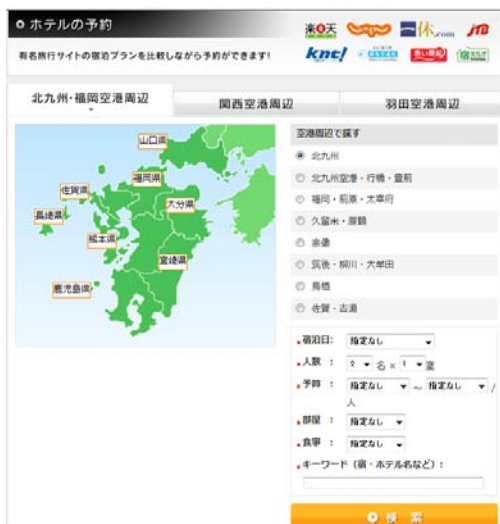 ホテルの予約
楽天
一休.com
JTB
有名旅行サイトの宿泊プランを比較しながら予約ができます!
knt!
北九州・福岡空港周辺
関西空港周辺
羽田空港周辺
山口県
福岡県
佐賀県
大分県
長崎県
熊本県
宮崎県
鹿児島県
空港周辺で探す
北九州
北九州空港・行橋・豊前
福岡・前原・太宰府
久留米・原鶴
宗像
筑後・柳川・大牟田
鳥栖
佐賀・古湯
宿泊日: 指定なし
人数 : 2 名 × 1 室
予算 : 指定なし ~ 指定なし /
人
部屋 : 指定なし
食事 : 指定なし
キーワード(宿・ホテル名など):
検 索